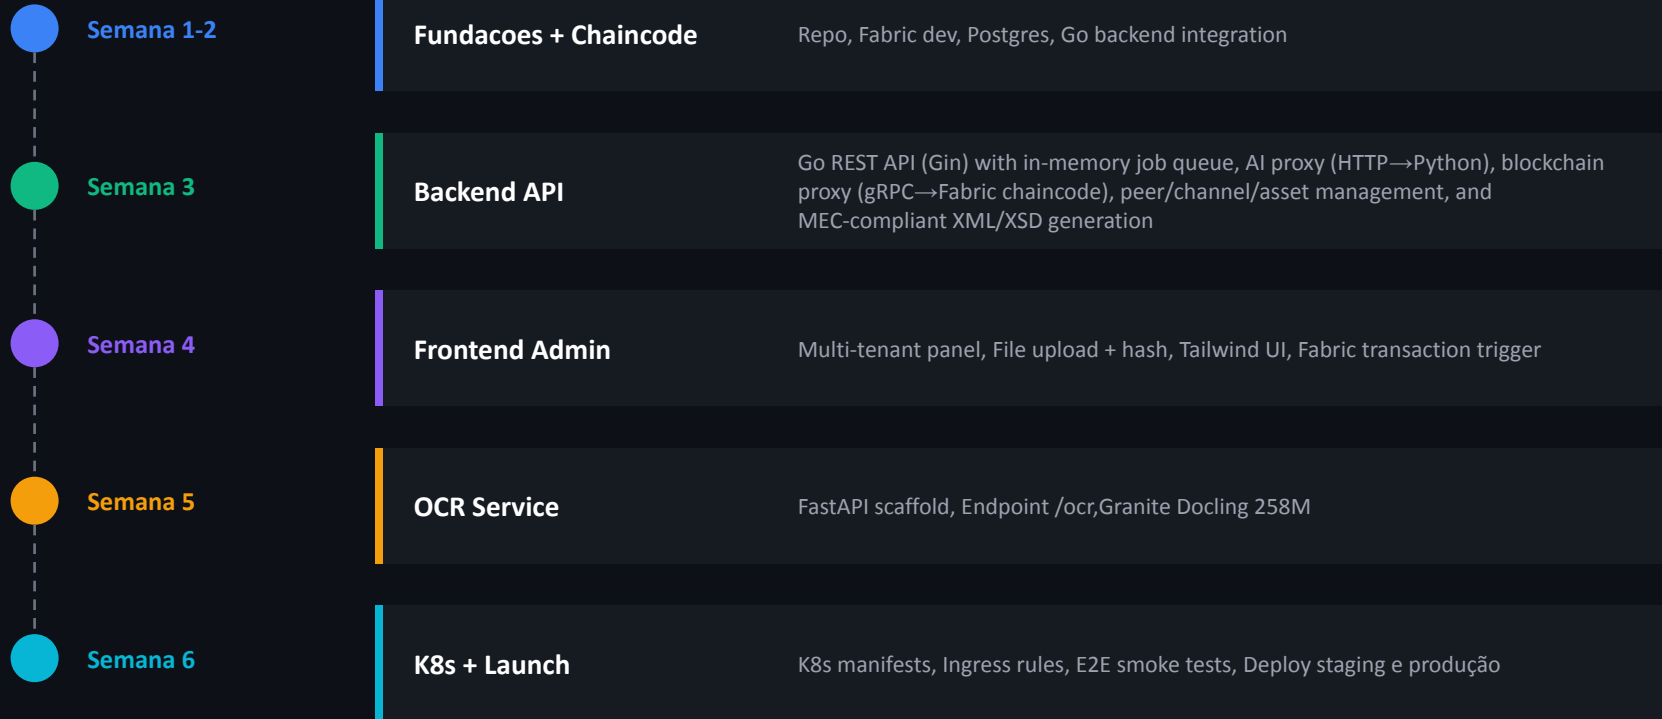 Semana 1-2
Fundacoes + Chaincode
Repo, Fabric dev, Postgres, Go backend integration
Semana 3
Backend API
Go REST API (Gin) with in-memory job queue, AI proxy (HTTP→Python), blockchain
proxy (gRPC→Fabric chaincode), peer/channel/asset management, and
MEC-compliant XML/XSD generation
Semana 4
Frontend Admin
Multi-tenant panel, File upload + hash, Tailwind UI, Fabric transaction trigger
Semana 5
OCR Service
FastAPI scaffold, Endpoint /ocr,Granite Docling 258M
Semana 6
K8s + Launch
K8s manifests, Ingress rules, E2E smoke tests, Deploy staging e produção